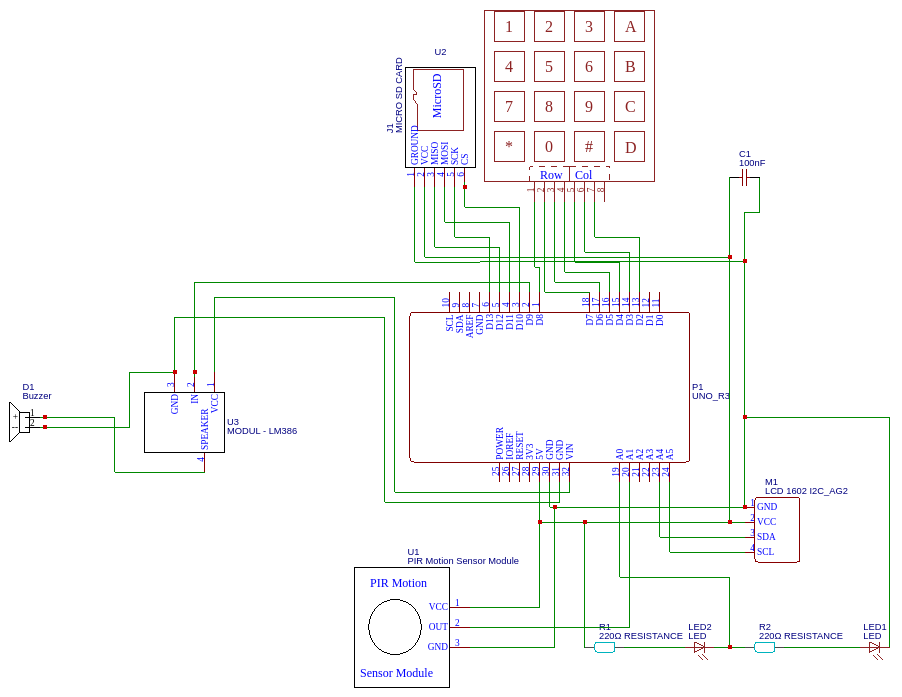 U2
J1
MICRO SD CARD
MicroSD
GROUND
VCC
MISO
MOSI
SCK
CS
1 2 3 4 5 6
1 2 3 A
4 5 6 B
7 8 9 C
* 0 # D
Row Col
1 2 3 4 5 6 7 8
C1
100nF
10 9 8 7 6 5 4 3 2 1
18 17 16 15 14 13 12 11
SCL
SDA
AREF
GND
D13
D12
D11
D10
D9
D8
D7
D6
D5
D4
D3
D2
D1
D0
P1
UNO_R3
D1
Buzzer
+ 1
- 2
3 2 1
GND
IN
VCC
SPEAKER
4
U3
MODUL - LM386
POWER
IOREF
RESET
3V3
5V
GND
GND
VIN
A0
A1
A2
A3
A4
A5
25 26 27 28 29 30 31 32
19 20 21 22 23 24
M1
LCD 1602 I2C_AG2
1 GND
2 VCC
3 SDA
4 SCL
U1
PIR Motion Sensor Module
PIR Motion
VCC 1
OUT 2
GND 3
Sensor Module
R1
220Ω RESISTANCE
LED2
LED
R2
220Ω RESISTANCE
LED1
LED